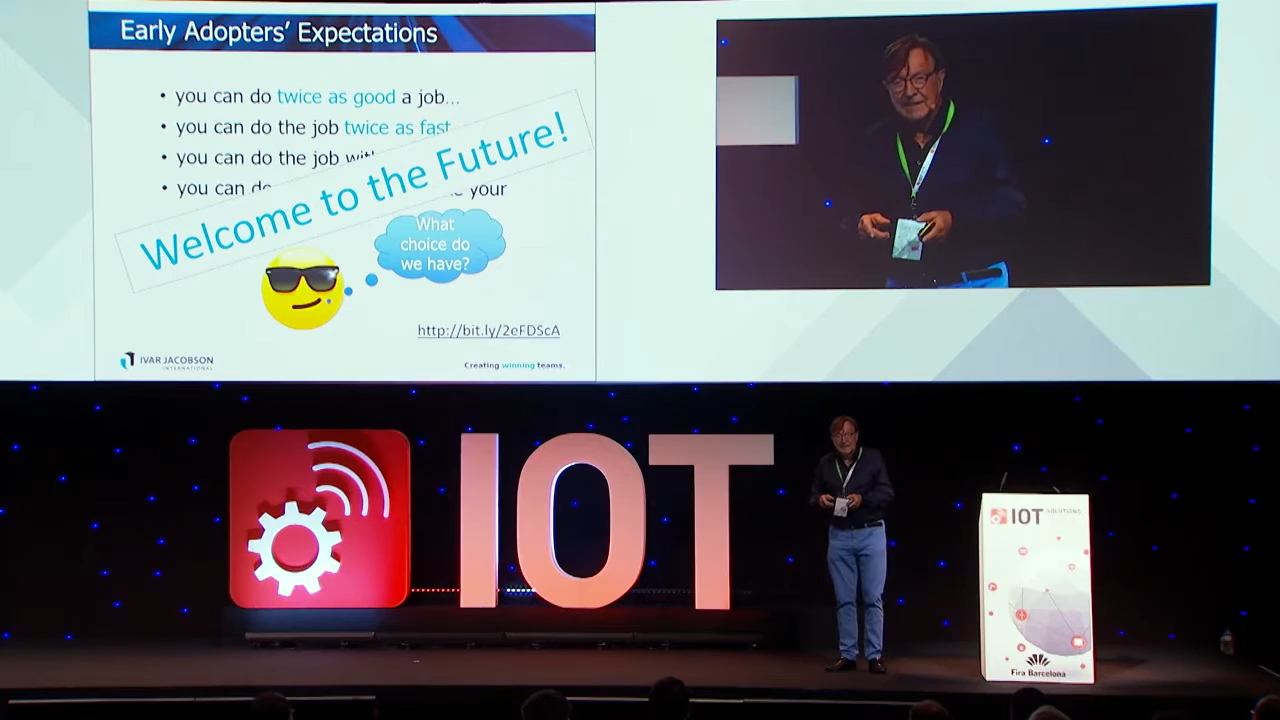 Early Adopters' Expectations
• you can do twice as good a job...
• you can do the job twice as fast
• you can do the job
• you can
your
Welcome to the Future!
What
choice do
we have?
http://bit.ly/2eFDScA
IVAR JACOBSON
INTERNATIONAL
Creating winning teams.
IOT
IOT SOLUTIONS
Fira Barcelona